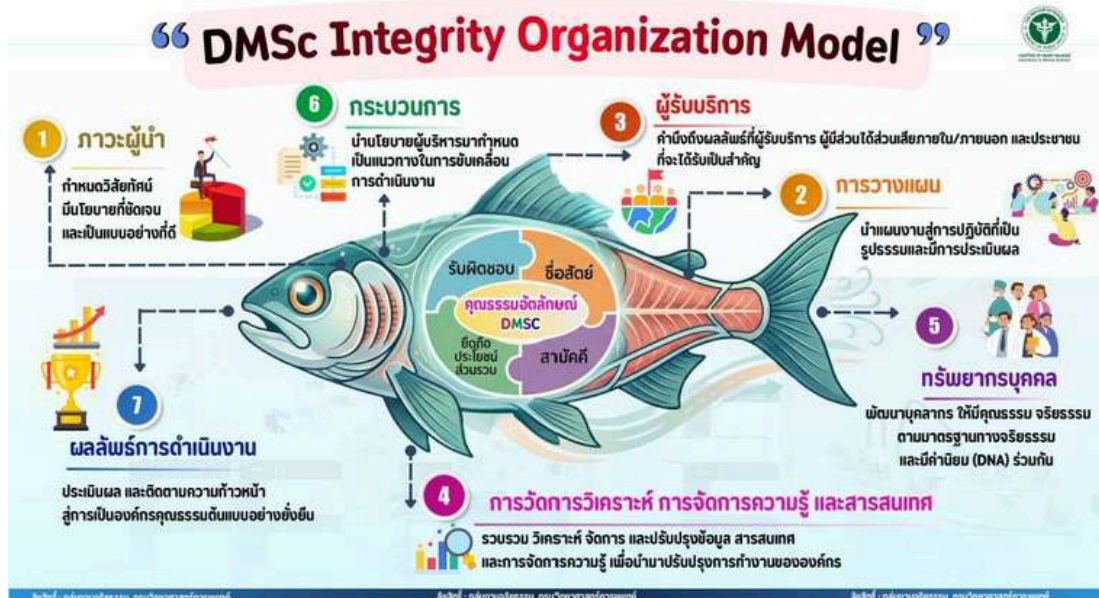 “ DMSc Integrity Organization Model ”
1
ภาวะผู้นำ
กำหนดวิสัยทัศน์
มีนโยบายที่ชัดเจน
และเป็นแบบอย่างที่ดี
6
กระบวนการ
นำนโยบายผู้บริหารมากำหนด
เป็นแนวทางในการขับเคลื่อน
การดำเนินงาน
3
ผู้รับบริการ
คำนึงถึงผลลัพธ์ที่ผู้รับบริการ ผู้มีส่วนได้ส่วนเสียภายใน/ภายนอก และประชาชน
ที่จะได้รับเป็นสำคัญ
2
การวางแผน
นำแผนงานสู่การปฏิบัติที่เป็น
รูปธรรมและมีการประเมินผล
รับผิดชอบ
ซื่อสัตย์
คุณธรรมอัตลักษณ์
DMSC
ยึดถือ
ประโยชน์
ส่วนรวม
สามัคคี
5
ทรัพยากรบุคคล
พัฒนาบุคลากร ให้มีคุณธรรม จริยธรรม
ตามมาตรฐานทางจริยธรรม
และมีค่านิยม (DNA) ร่วมกัน
7
ผลลัพธ์การดำเนินงาน
ประเมินผล และติดตามความก้าวหน้า
สู่การเป็นองค์กรคุณธรรมต้นแบบอย่างยั่งยืน
4
การวัดการวิเคราะห์ การจัดการความรู้ และสารสนเทศ
รวบรวม วิเคราะห์ จัดการ และปรับปรุงข้อมูล สารสนเทศ
และการจัดการความรู้ เพื่อนำมาปรับปรุงการทำงานขององค์กร